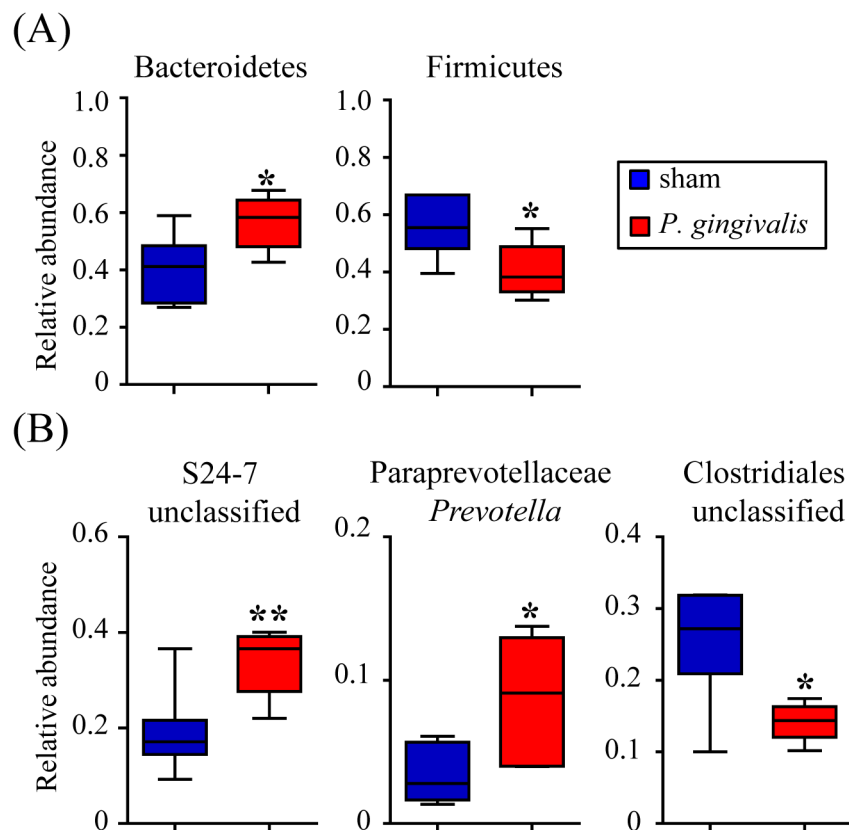 (A)
Bacteroidetes
Firmicutes
Relative abundance
1.0
0.8
0.6
0.4
0.2
0
1.0
0.8
0.6
0.4
0.2
0
*
*
sham
P. gingivalis
(B)
S24-7
unclassified
Paraprevotellaceae
Prevotella
Clostridiales
unclassified
Relative abundance
0.6
0.4
0.2
0
**
0.2
0.1
0
*
0.4
0.3
0.2
0.1
0
*